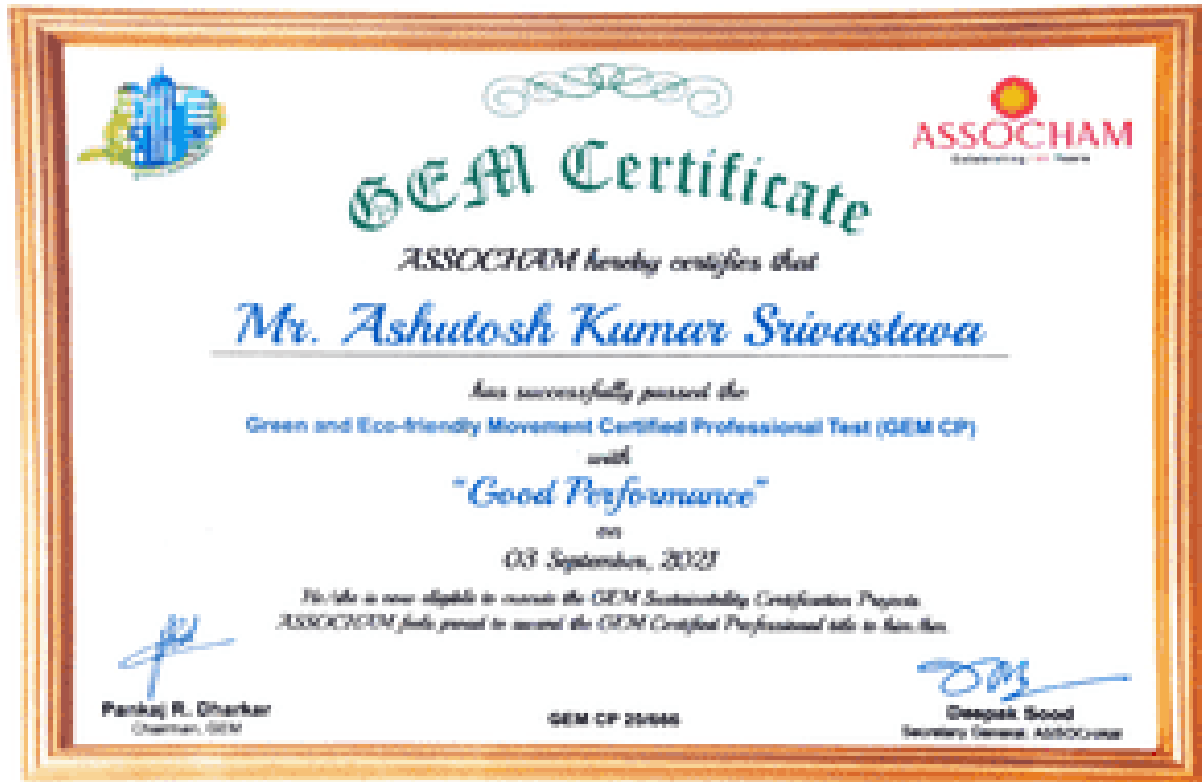 ASSOCHAM
GEM Certificate
ASSOCHAM hereby certifies that
Mr. Ashutosh Kumar Srivastava
has successfully passed the
Green and Eco-friendly Movement Certified Professional Test (GEM CP)
with
"Good Performance"
on
03 September, 2021
He/she is now eligible to execute the GEM Sustainability Certification Projects.
ASSOCHAM feels proud to award the GEM Certified Professional title to him/her.
Pankaj R. Dharkar
Chairman, GEM
GEM CP
Deepak Sood
Secretary General, ASSOCHAM